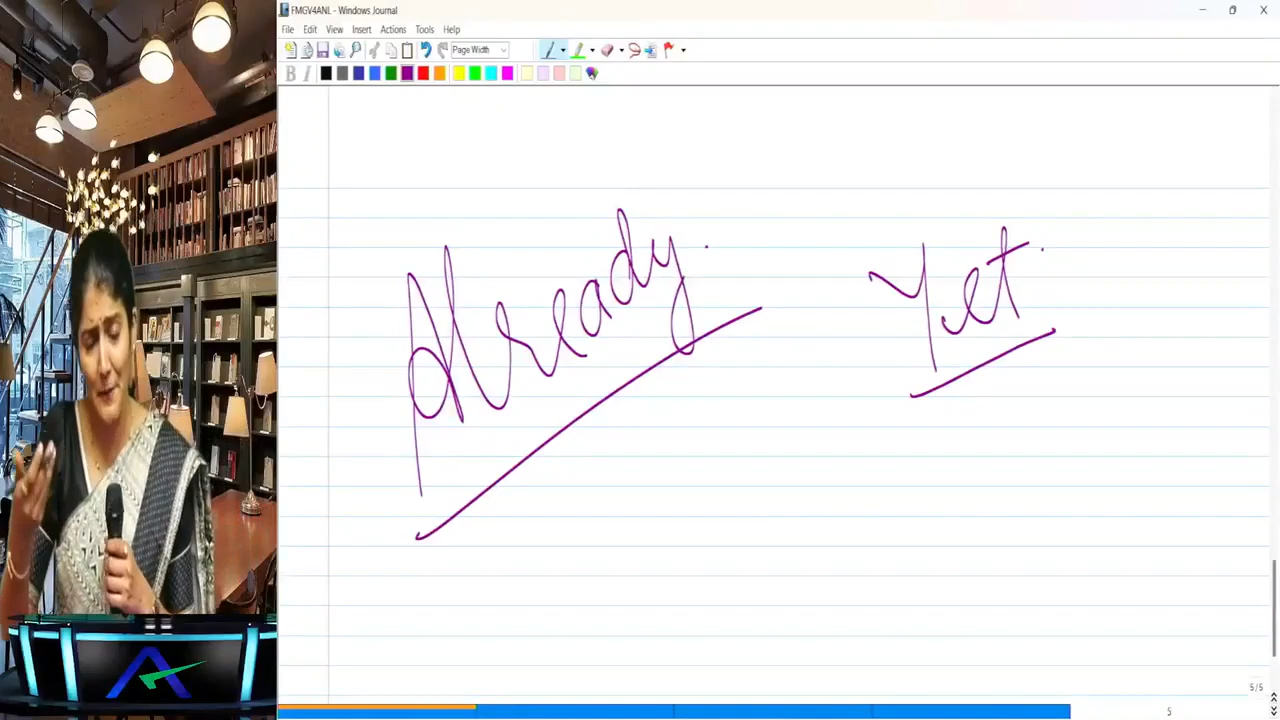 FMGV4ANL - Windows Journal
File Edit View Insert Actions Tools Help
Page Width
B I
Already. Yet.
5/5
5